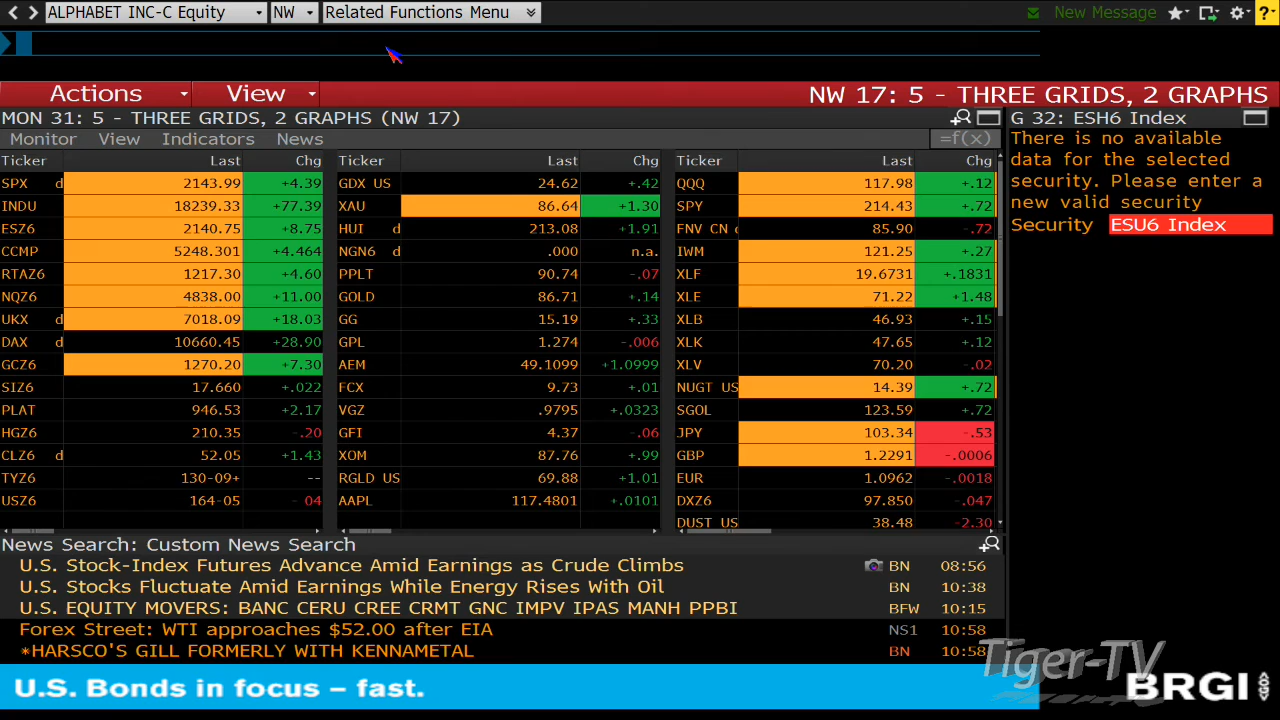 ALPHABET INC-C Equity NW Related Functions Menu New Message ?
Actions View NW 17: 5 - THREE GRIDS, 2 GRAPHS
MON 31: 5 - THREE GRIDS, 2 GRAPHS (NW 17) G 32: ESH6 Index
Monitor View Indicators News =f(x)
There is no available
data for the selected
security. Please enter a
new valid security
Security ESU6 Index
Ticker Last Chg Ticker Last Chg Ticker Last Chg
SPX d 2143.99 +4.39 GDX US 24.62 +.42 QQQ 117.98 +.12
INDU 18239.33 +77.39 XAU 86.64 +1.30 SPY 214.43 +.72
ESZ6 2140.75 +8.75 HUI d 213.08 +1.91 FNV CN d 85.90 -.72
CCMP 5248.301 +4.464 NGN6 d .000 n.a. IWM 121.25 +.27
RTAZ6 1217.30 +4.60 PPLT 90.74 -.07 XLF 19.6731 +.1831
NQZ6 4838.00 +11.00 GOLD 86.71 +.14 XLE 71.22 +1.48
UKX d 7018.09 +18.03 GG 15.19 +.33 XLB 46.93 +.15
DAX d 10660.45 +28.90 GPL 1.274 -.006 XLK 47.65 +.12
GCZ6 1270.20 +7.30 AEM 49.1099 +1.0999 XLV 70.20 -.02
SIZ6 17.660 +.022 FCX 9.73 +.01 NUGT US 14.39 +.72
PLAT 946.53 +2.17 VGZ .9795 +.0323 SGOL 123.59 +.72
HGZ6 210.35 -.20 GFI 4.37 -.06 JPY 103.34 -.53
CLZ6 d 52.05 +1.43 XOM 87.76 +.99 GBP 1.2291 -.0006
TYZ6 130-09+ -- RGLD US 69.88 +1.01 EUR 1.0962 -.0018
USZ6 164-05 - 04 AAPL 117.4801 +.0101 DXZ6 97.850 -.047
DUST US 38.48 -2.30
News Search: Custom News Search
U.S. Stock-Index Futures Advance Amid Earnings as Crude Climbs BN 08:56
U.S. Stocks Fluctuate Amid Earnings While Energy Rises With Oil BN 10:38
U.S. EQUITY MOVERS: BANC CERU CREE CRMT GNC IMPV IPAS MANH PPBI BFW 10:15
Forex Street: WTI approaches $52.00 after EIA NS1 10:58
*HARSCO'S GILL FORMERLY WITH KENNAMETAL BN 10:58
Tiger-TV
U.S. Bonds in focus – fast. BRGI